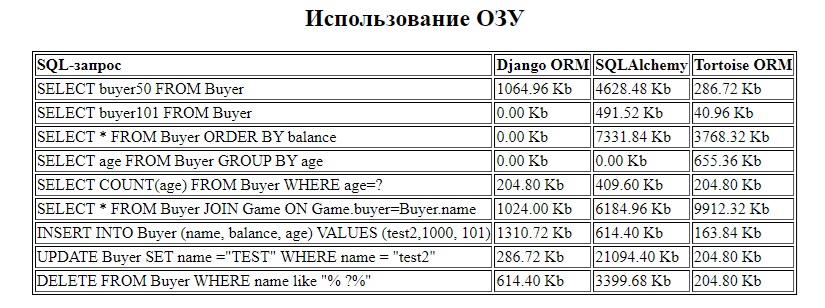 Использование ОЗУ
SQL-запрос Django ORM SQLAlchemy Tortoise ORM
SELECT buyer50 FROM Buyer 1064.96 Kb 4628.48 Kb 286.72 Kb
SELECT buyer101 FROM Buyer 0.00 Kb 491.52 Kb 40.96 Kb
SELECT * FROM Buyer ORDER BY balance 0.00 Kb 7331.84 Kb 3768.32 Kb
SELECT age FROM Buyer GROUP BY age 0.00 Kb 0.00 Kb 655.36 Kb
SELECT COUNT(age) FROM Buyer WHERE age=? 204.80 Kb 409.60 Kb 204.80 Kb
SELECT * FROM Buyer JOIN Game ON Game.buyer=Buyer.name 1024.00 Kb 6184.96 Kb 9912.32 Kb
INSERT INTO Buyer (name, balance, age) VALUES (test2,1000, 101) 1310.72 Kb 614.40 Kb 163.84 Kb
UPDATE Buyer SET name ="TEST" WHERE name = "test2" 286.72 Kb 21094.40 Kb 204.80 Kb
DELETE FROM Buyer WHERE name like "% ?%" 614.40 Kb 3399.68 Kb 204.80 Kb